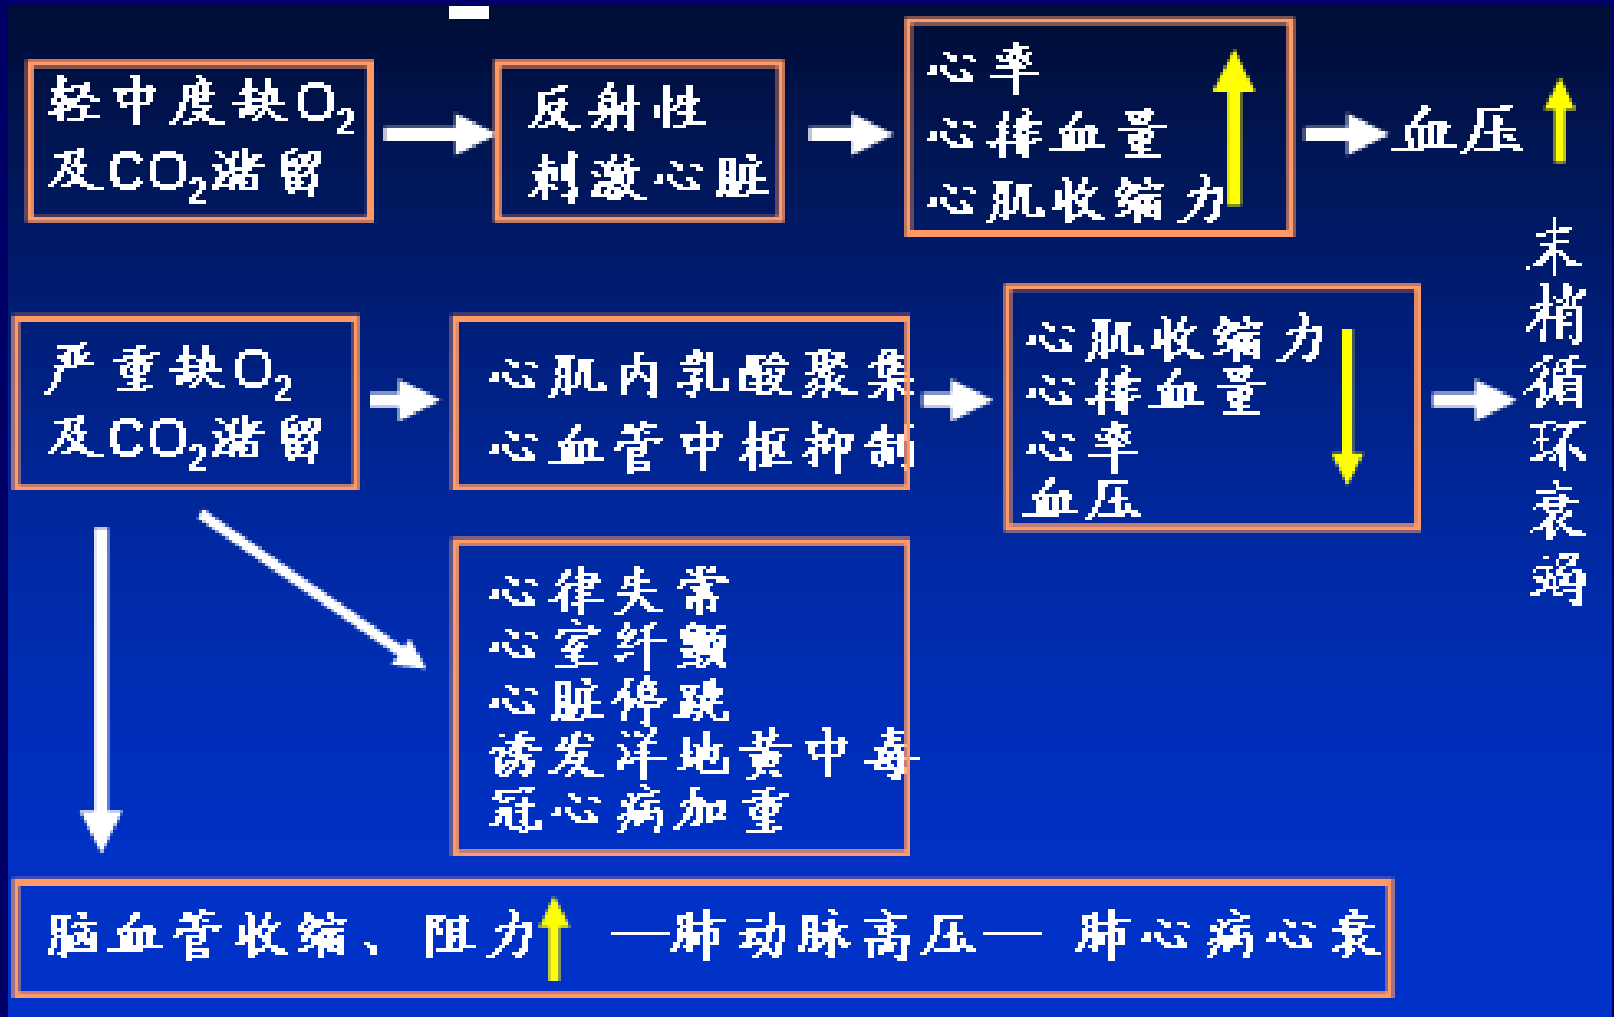 轻中度缺O₂
及CO₂潴留
反射性
刺激心脏
心率
心排血量
心肌收缩力
血压
严重缺O₂
及CO₂潴留
心肌内乳酸聚集
心血管中枢抑制
心肌收缩力
心排血量
心率
血压
末梢循环衰竭
心律失常
心室纤颤
心脏停跳
诱发洋地黄中毒
冠心病加重
脑血管收缩、阻力 —肺动脉高压— 肺心病心衰